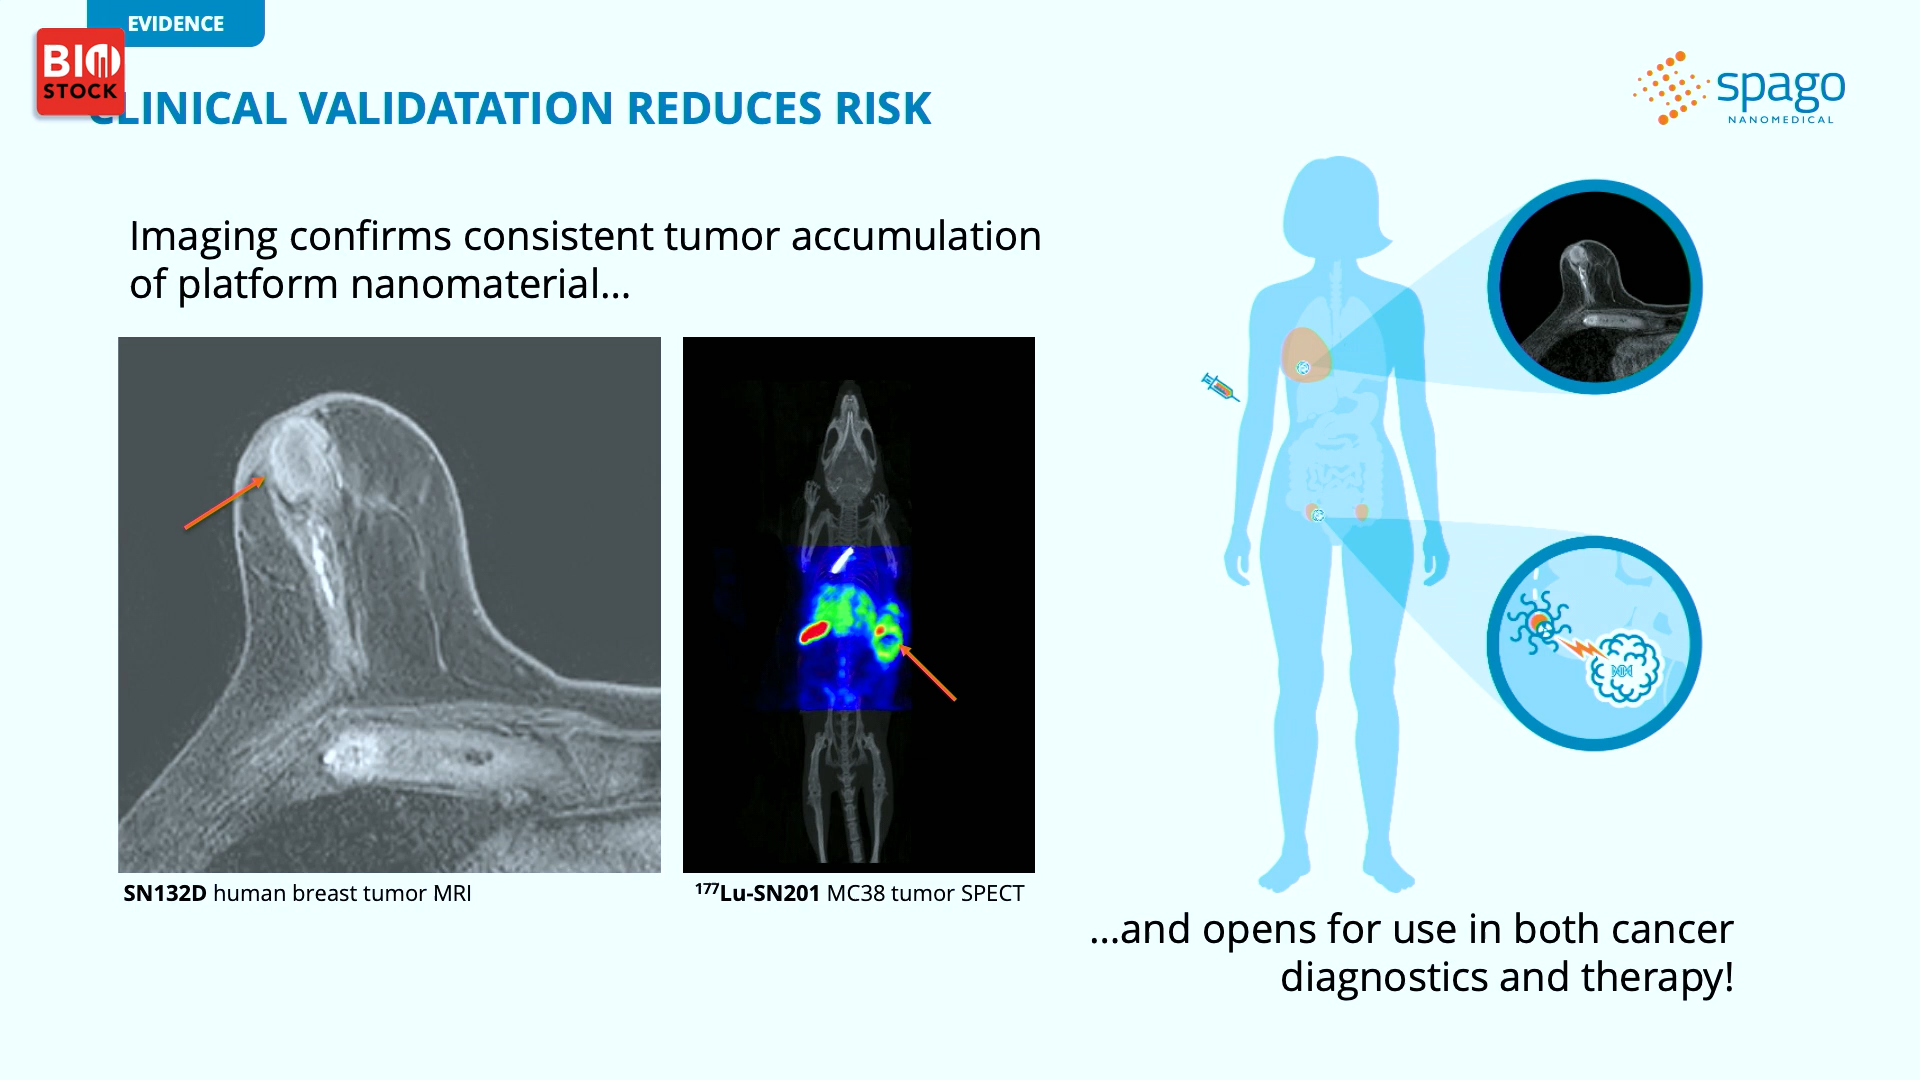 EVIDENCE
BIO
STOCK
CLINICAL VALIDATATION REDUCES RISK
spago
NANOMEDICAL
Imaging confirms consistent tumor accumulation
of platform nanomaterial...
SN132D human breast tumor MRI
¹⁷⁷Lu-SN201 MC38 tumor SPECT
...and opens for use in both cancer
diagnostics and therapy!